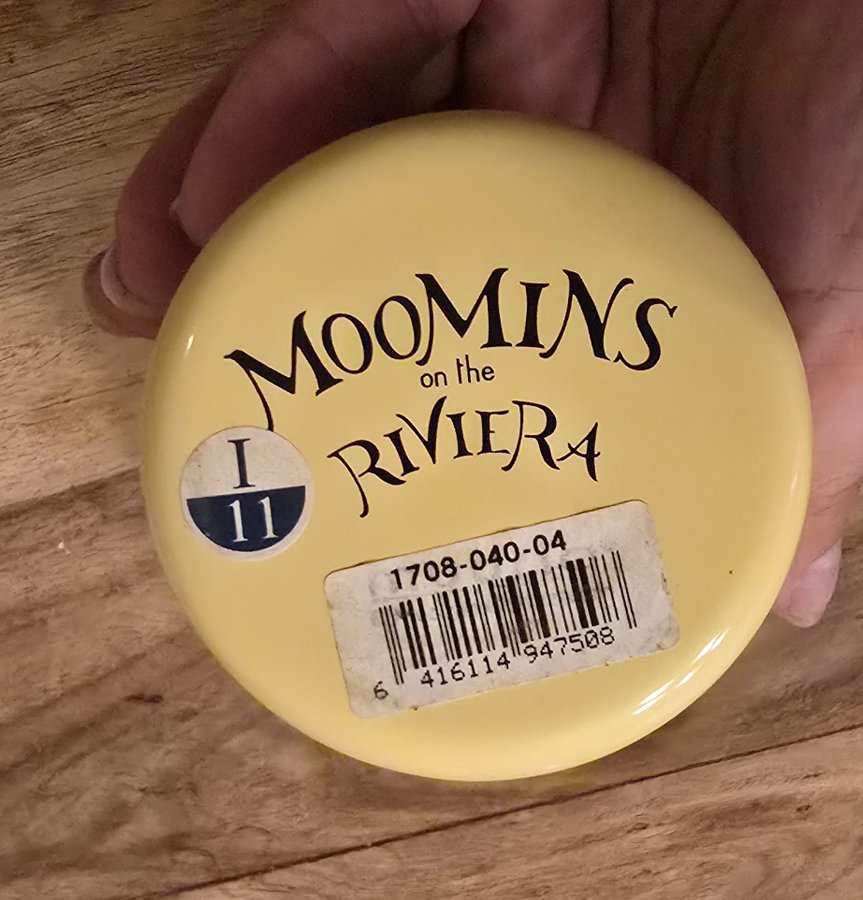 MOOMINS
on the
RIVIERA
I
11
1708-040-04
6 416114 947508